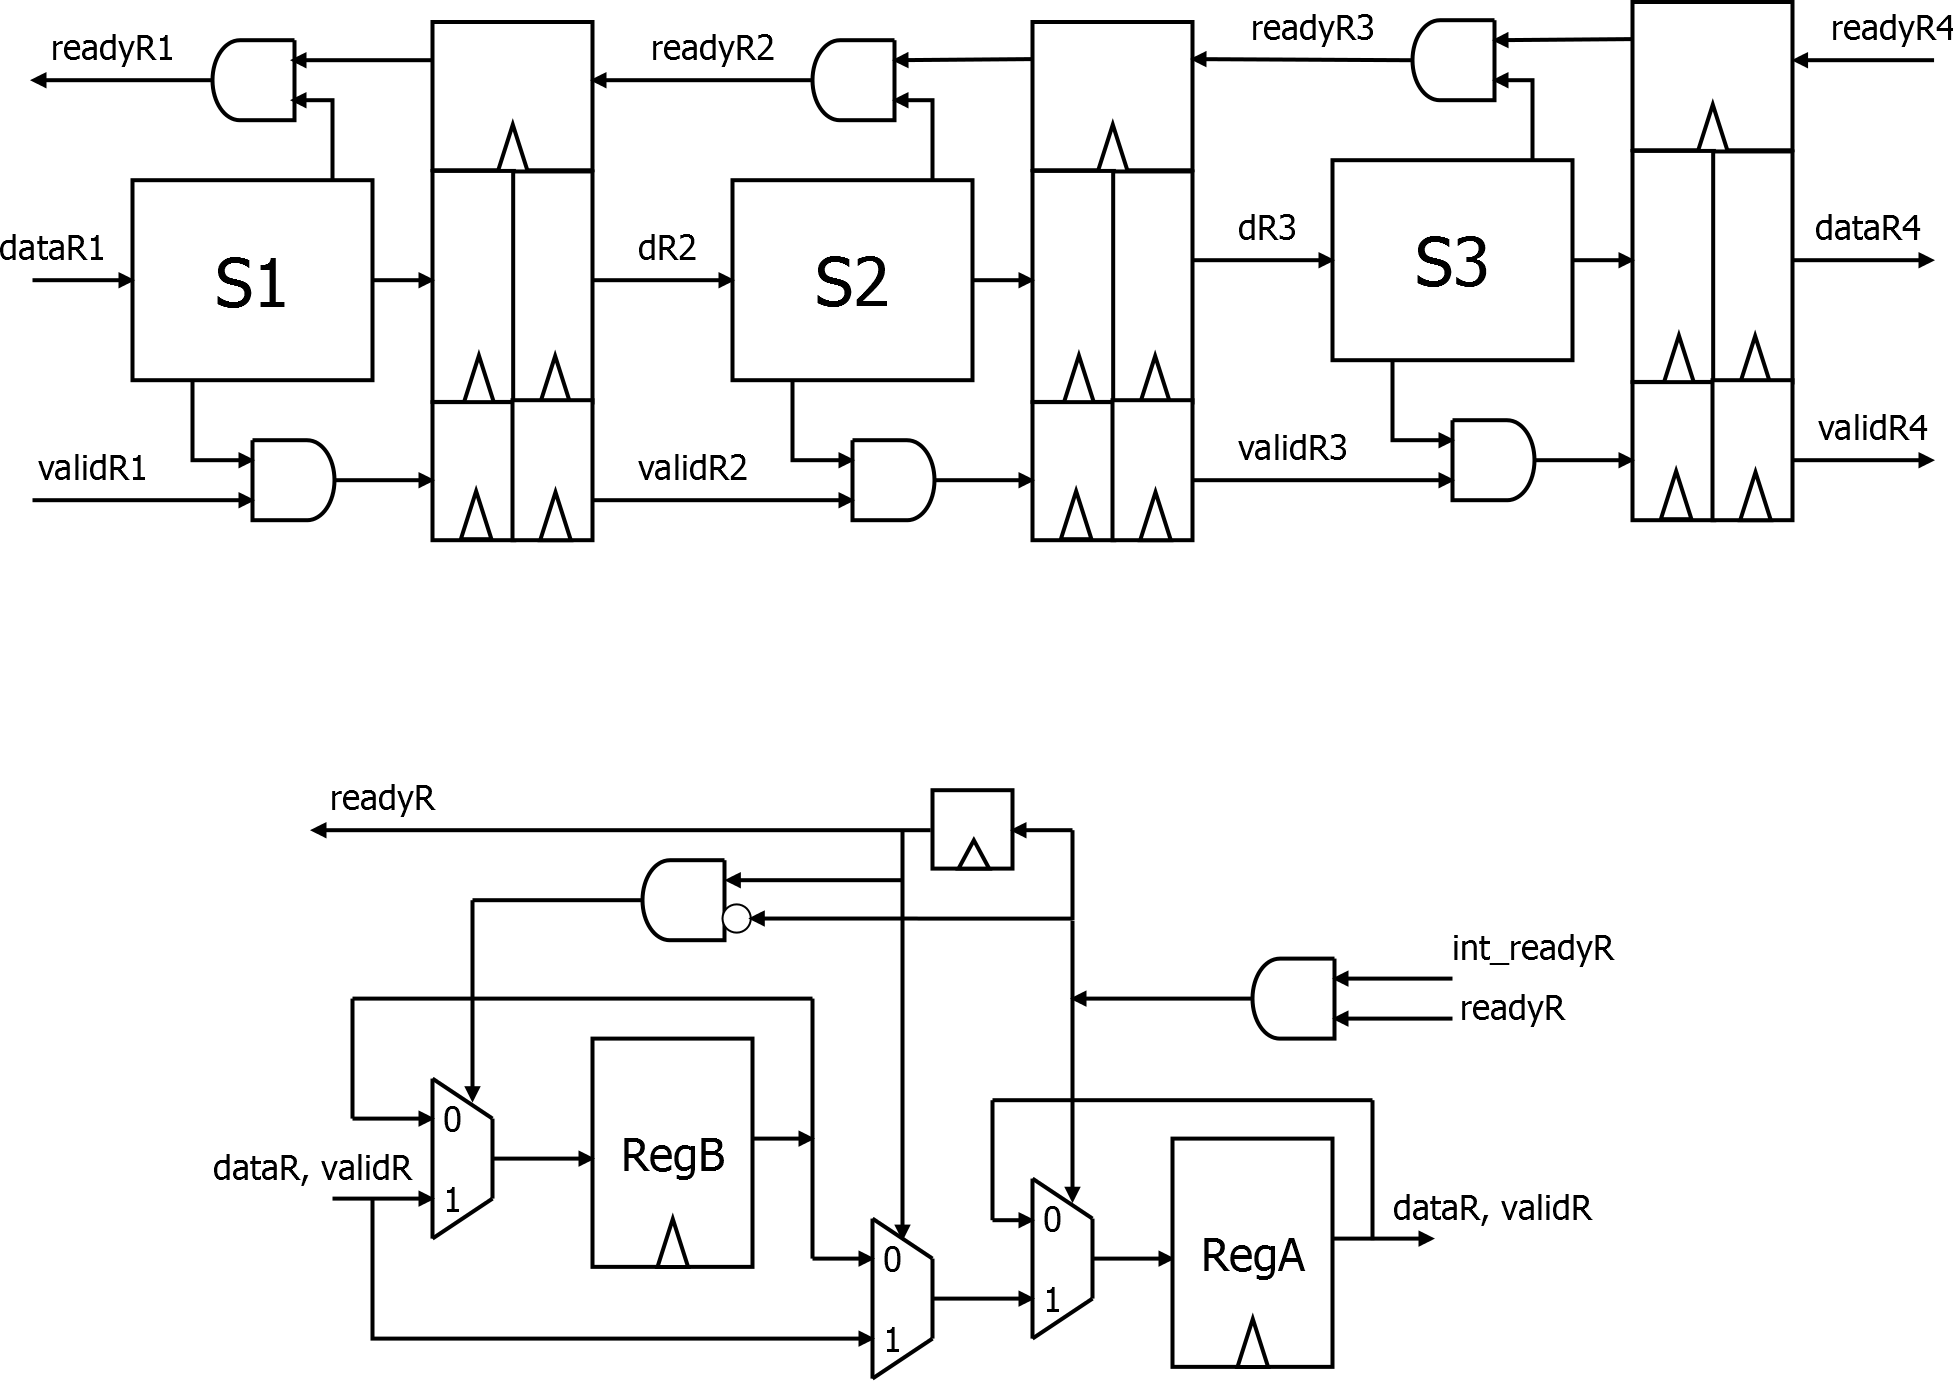 readyR1
readyR2
readyR3
readyR4
dataR1
S1
dR2
S2
dR3
S3
dataR4
validR1
validR2
validR3
validR4
readyR
int_readyR
readyR
0
RegB
dataR, validR
1
0
RegA
dataR, validR
0
1
1